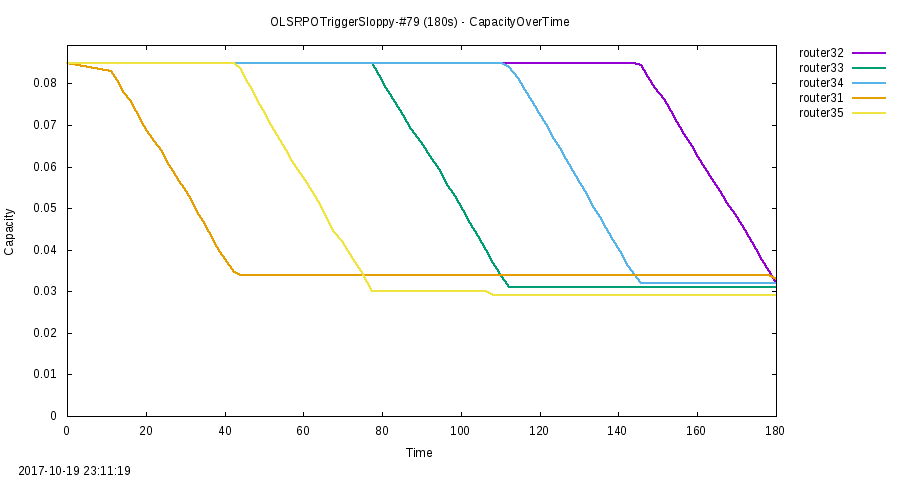 OLSRPOTriggerSloppy-#79 (180s) - CapacityOverTime
router32
router33
router34
router31
router35
0.08
0.07
0.06
0.05
0.04
0.03
0.02
0.01
0
Capacity
0 20 40 60 80 100 120 140 160 180
Time
2017-10-19 23:11:19